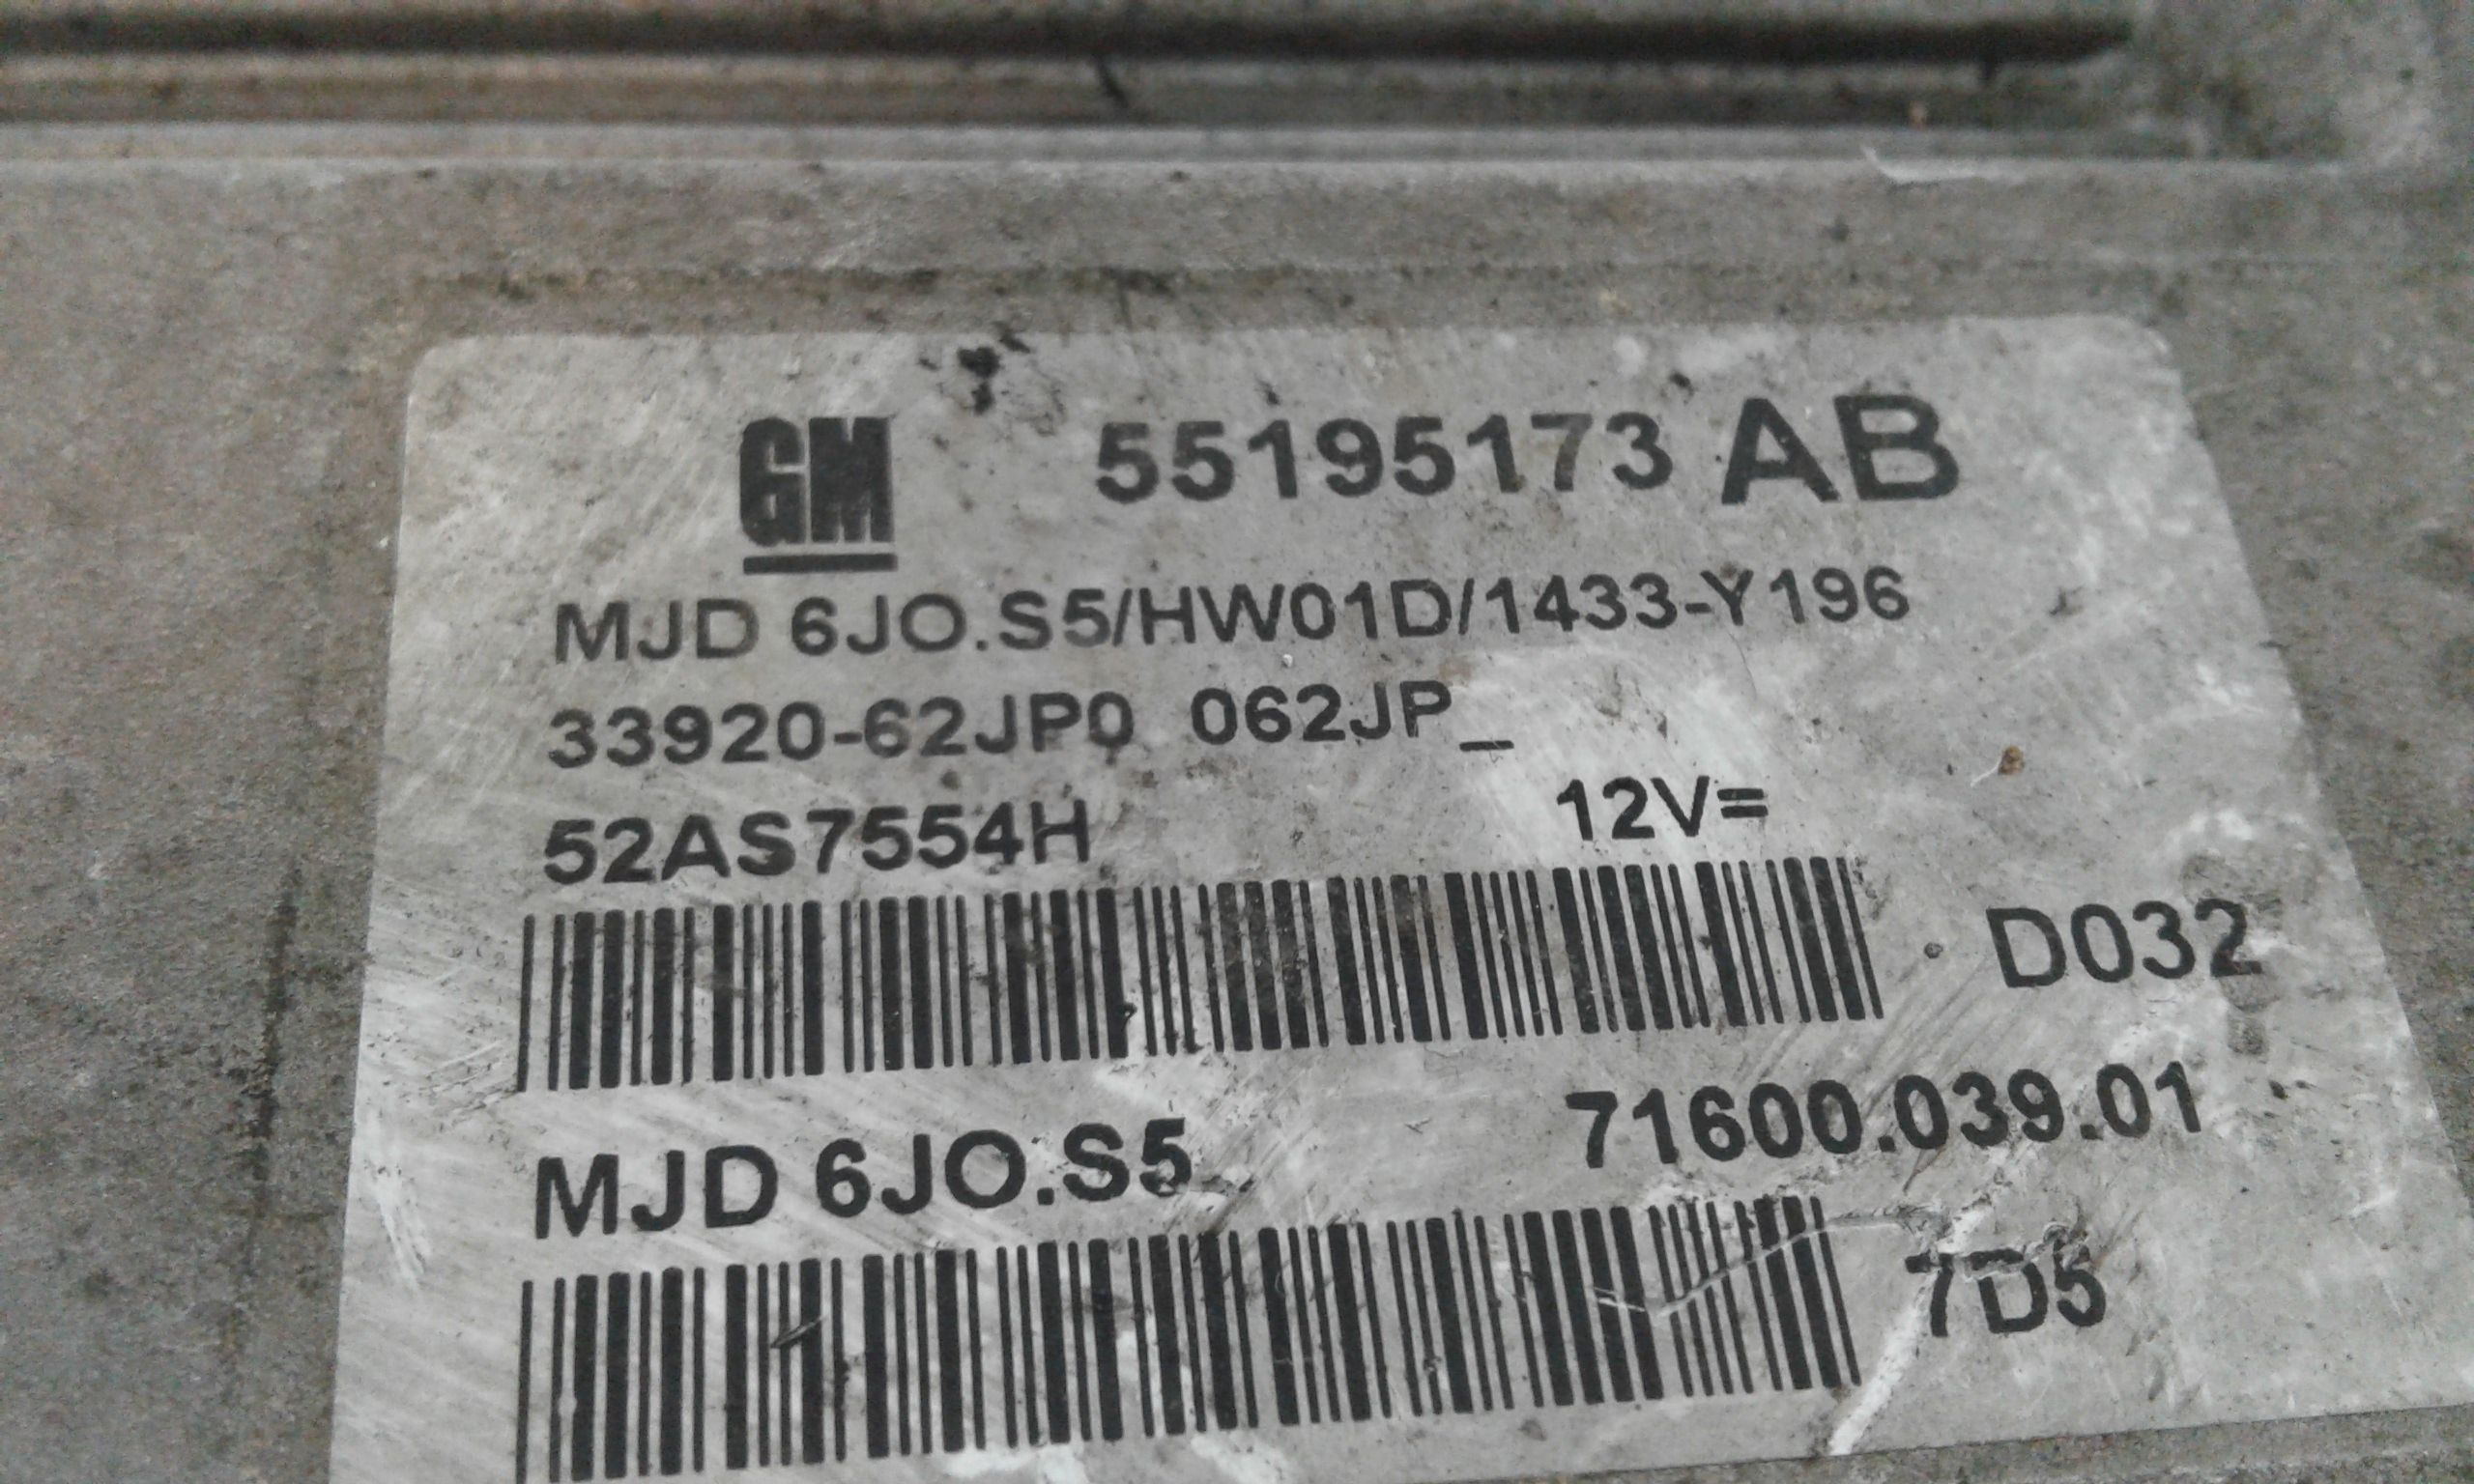 GM 55195173 AB
MJD 6JO.S5/HW01D/1433-Y196
33920-62JP0 062JP_
52AS7554H 12V=
D032
MJD 6JO.S5 71600.039.01
7D5